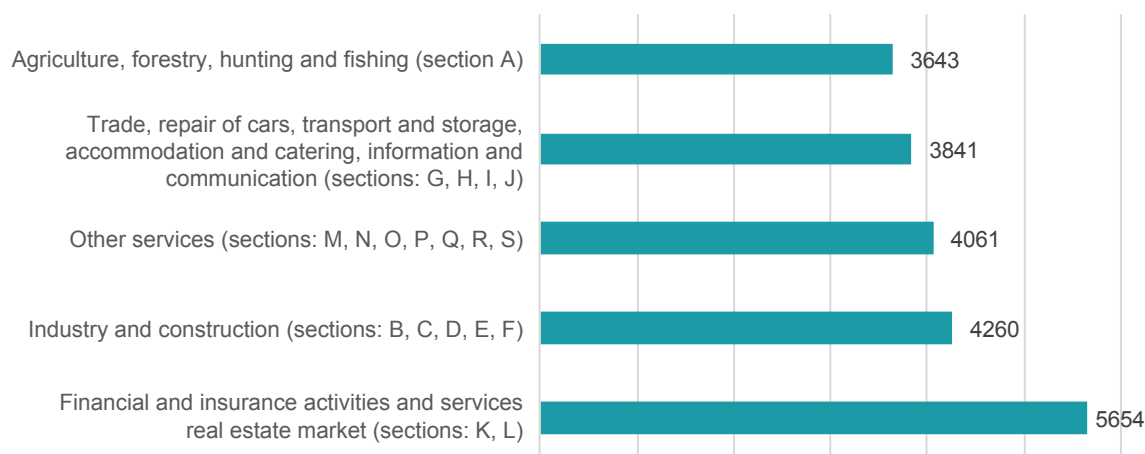 Agriculture, forestry, hunting and fishing (section A)
3643
Trade, repair of cars, transport and storage,
accommodation and catering, information and
communication (sections: G, H, I, J)
3841
Other services (sections: M, N, O, P, Q, R, S)
4061
Industry and construction (sections: B, C, D, E, F)
4260
Financial and insurance activities and services
real estate market (sections: K, L)
5654